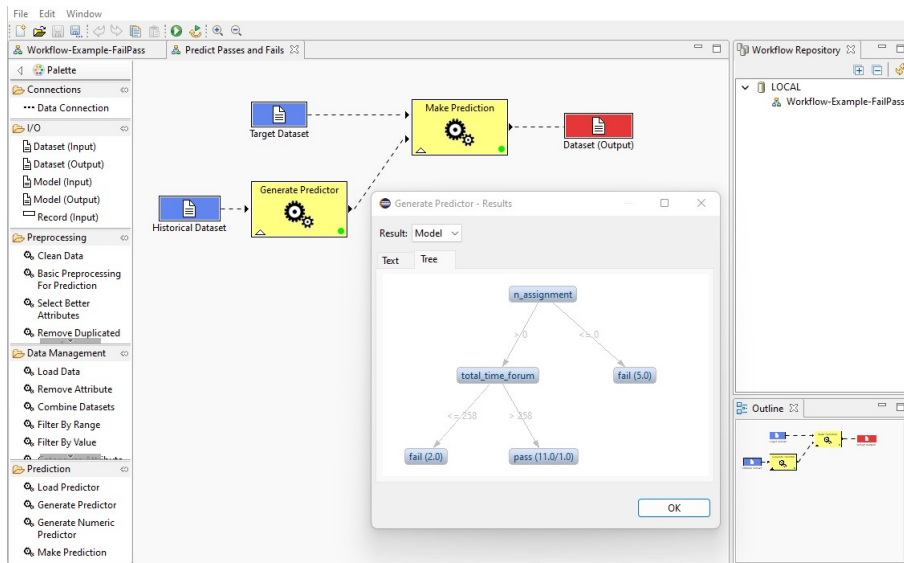 File Edit Window
Workflow-Example-FailPass
Predict Passes and Fails
Palette
Connections
Data Connection
I/O
Dataset (Input)
Dataset (Output)
Model (Input)
Model (Output)
Record (Input)
Preprocessing
Clean Data
Basic Preprocessing
For Prediction
Select Better
Attributes
Remove Duplicated
Data Management
Load Data
Remove Attribute
Combine Datasets
Filter By Range
Filter By Value
Prediction
Load Predictor
Generate Predictor
Generate Numeric
Predictor
Make Prediction
Target Dataset
Make Prediction
Dataset (Output)
Generate Predictor
Historical Dataset
Generate Predictor - Results
Result: Model
Text Tree
n_assignment
> 0 <= 0
total_time_forum fail (5.0)
<= 258 > 258
fail (2.0) pass (11.0/1.0)
OK
Workflow Repository
LOCAL
Workflow-Example-FailPass
Outline